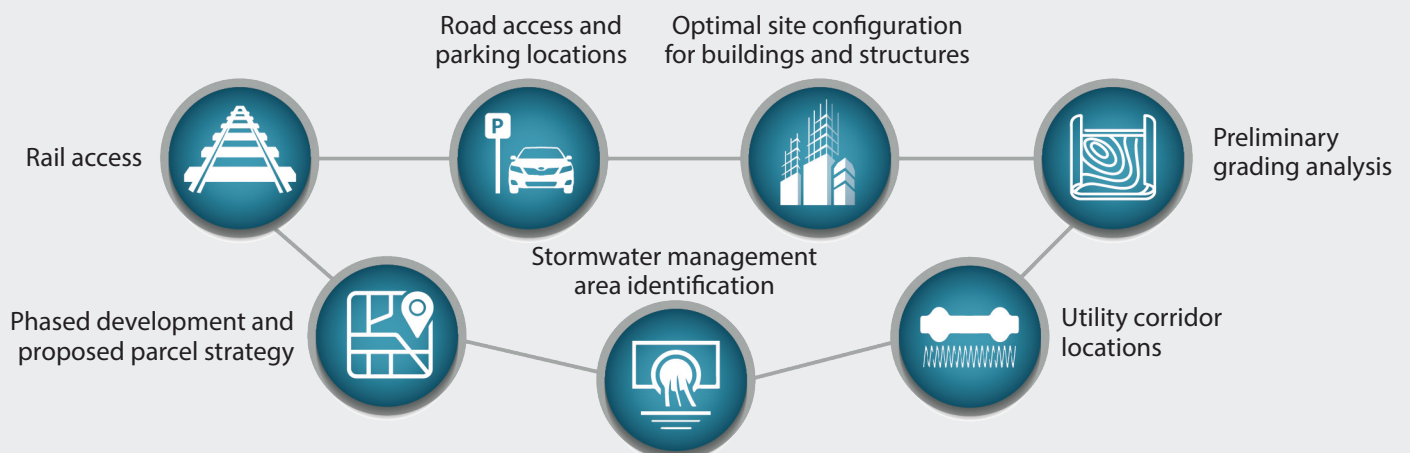 Road access and
parking locations
Optimal site configuration
for buildings and structures
Rail access
P
Preliminary
grading analysis
Stormwater management
area identification
Phased development and
proposed parcel strategy
Utility corridor
locations